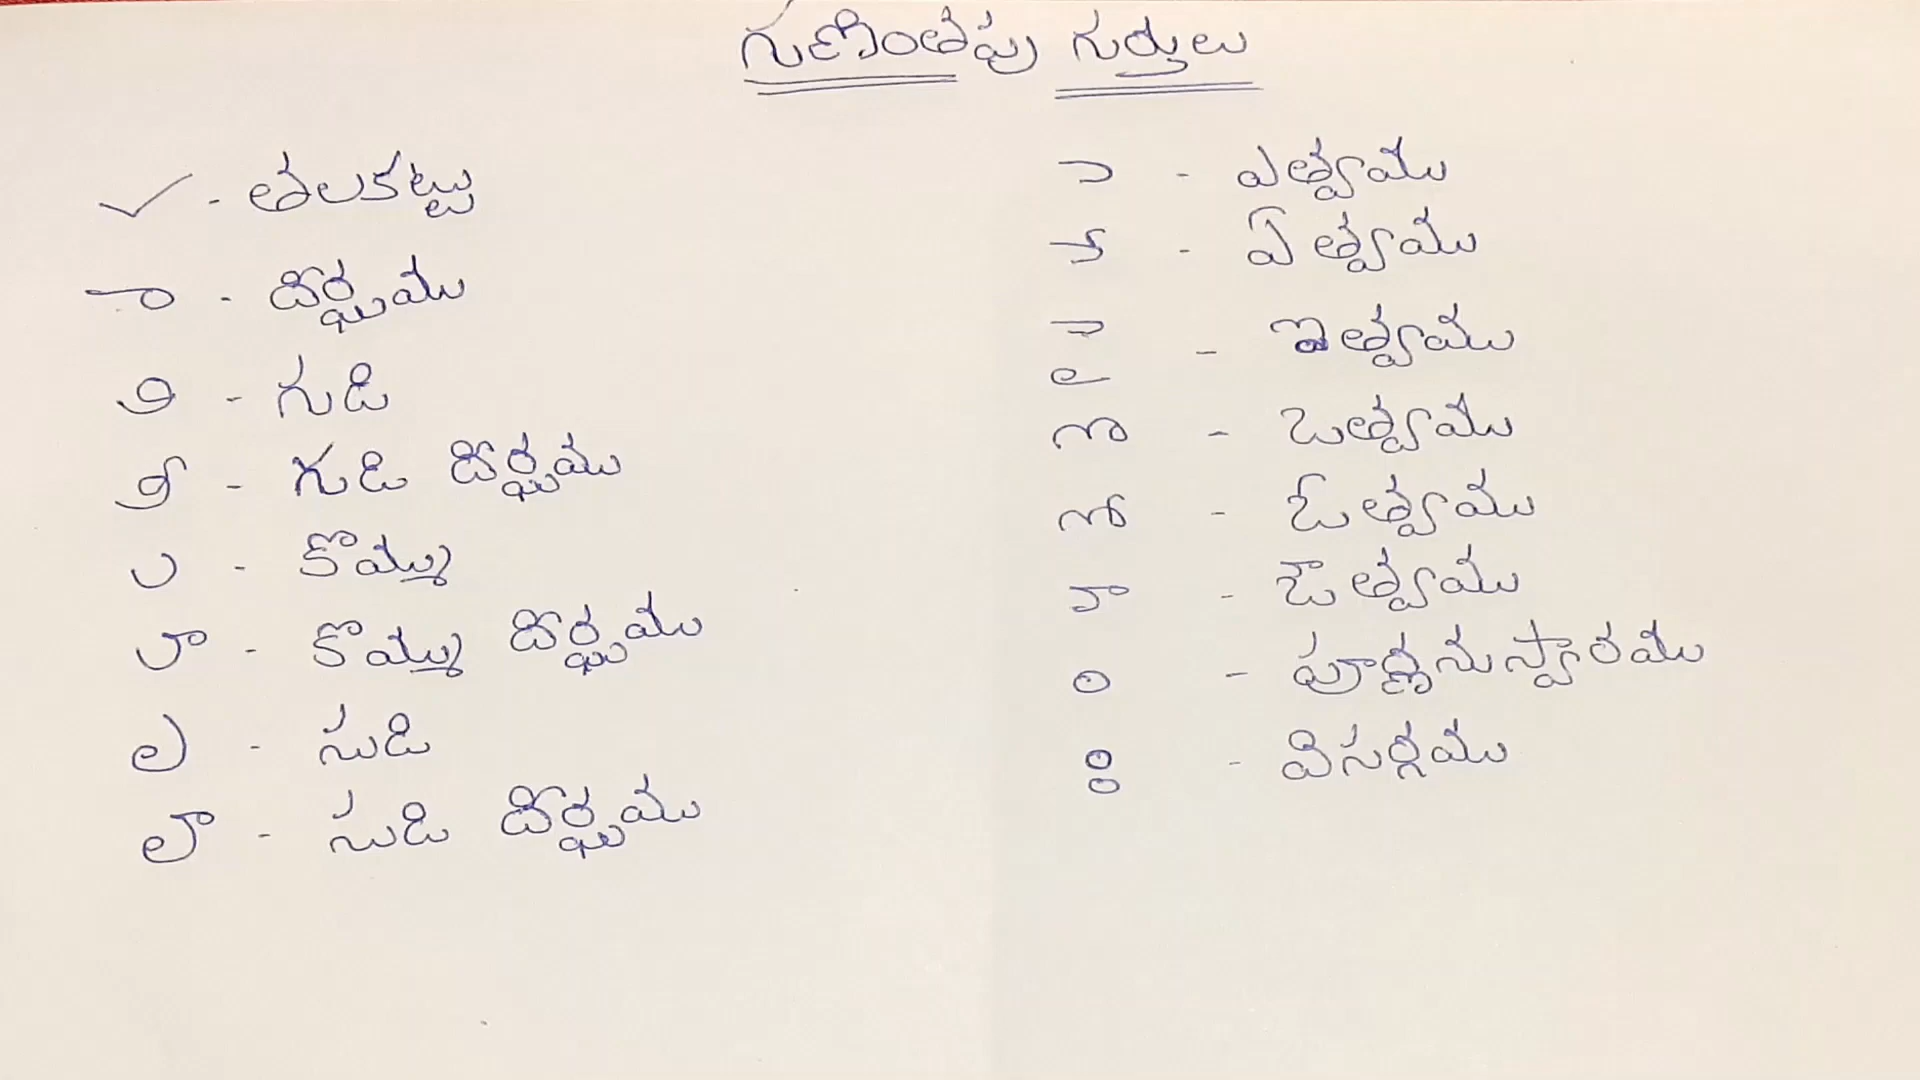 గుణింతపు గుర్తులు
✓ - తలకట్టు
ా - దీర్ఘము
ి - గుడి
ీ - గుడి దీర్ఘము
ు - కొమ్ము
ూ - కొమ్ము దీర్ఘము
ృ - సుడి
ౄ - సుడి దీర్ఘము
ె - ఎత్వము
ే - ఏత్వము
ై - ఐత్వము
ొ - ఒత్వము
ో - ఓత్వము
ౌ - ఔత్వము
ం - పూర్ణనుస్వారము
ః - విసర్గము